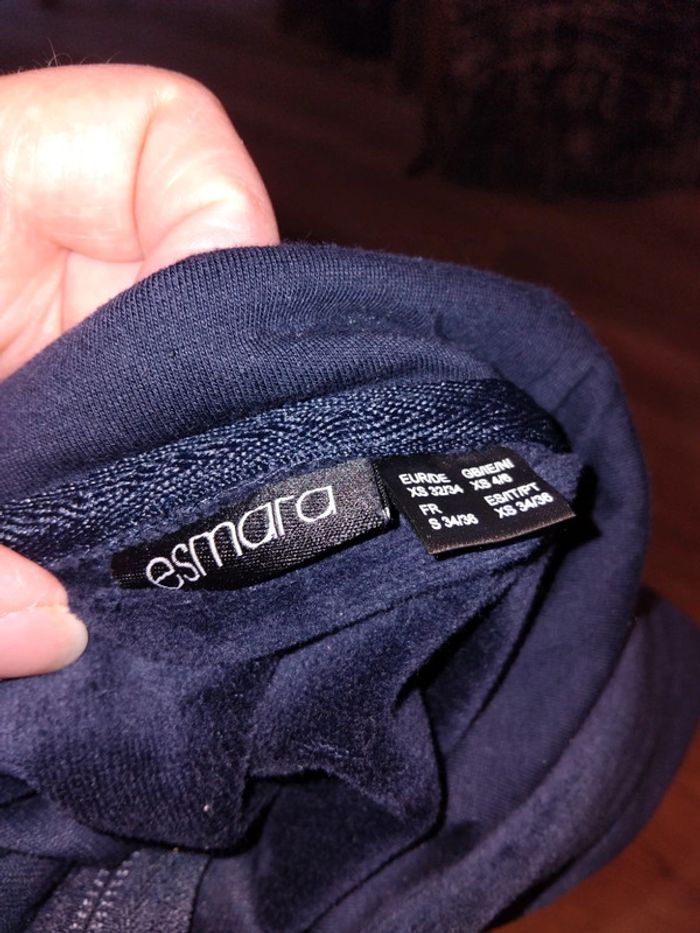 esmara
EUR/DE GB/IE/NI
XS 32/34 XS 4/6
FR ES/IT/PT
S 34/36 XS 34/36